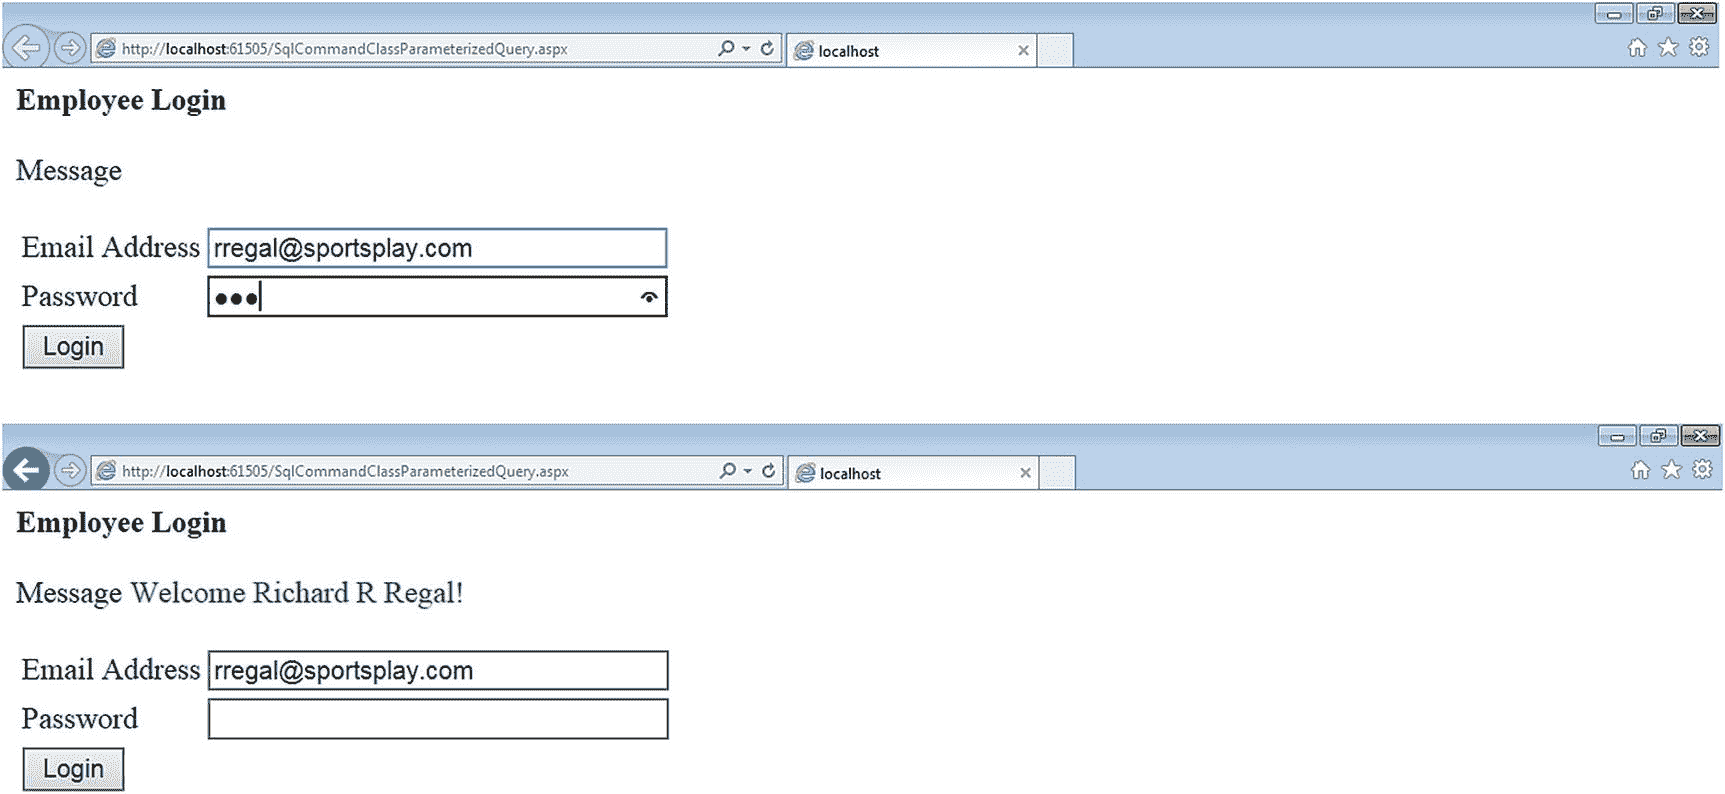 http://localhost:61505/SqlCommandClassParameterizedQuery.aspx localhost
Employee Login
Message
Email Address rregal@sportsplay.com
Password •••
Login
http://localhost:61505/SqlCommandClassParameterizedQuery.aspx localhost
Employee Login
Message Welcome Richard R Regal!
Email Address rregal@sportsplay.com
Password
Login